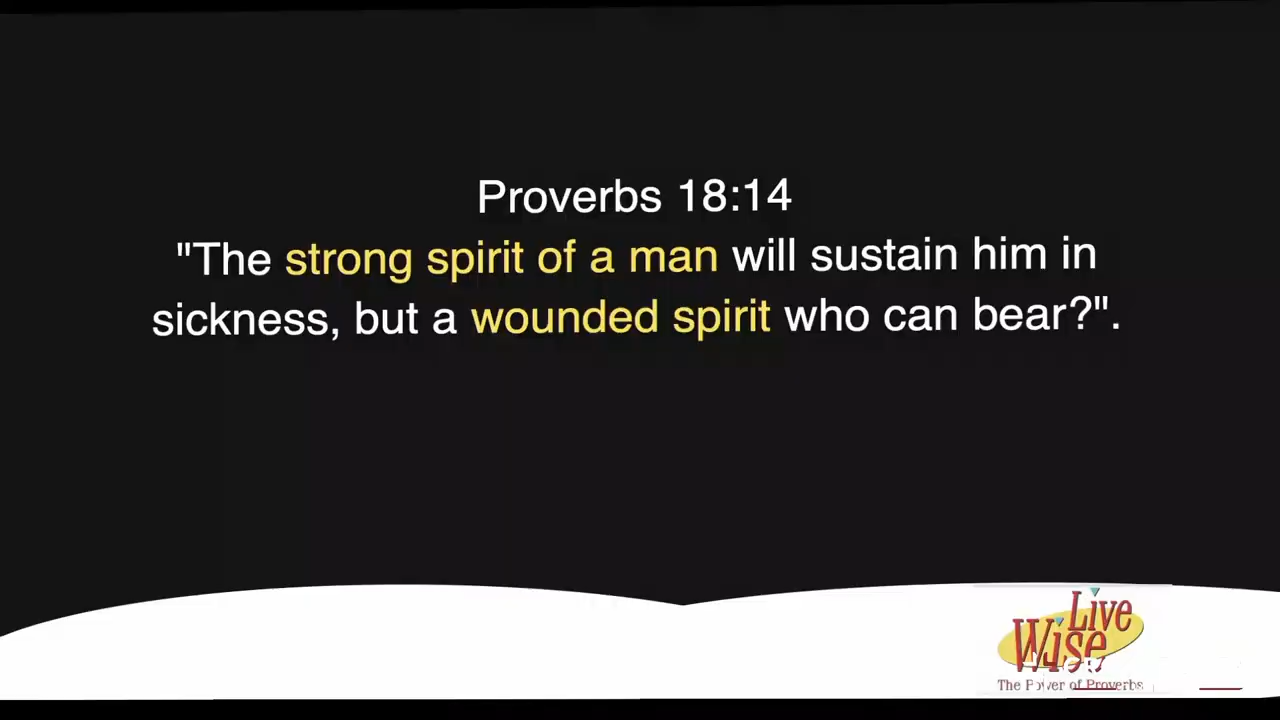 Proverbs 18:14
"The strong spirit of a man will sustain him in
sickness, but a wounded spirit who can bear?".
Live
Wise
The Power of Proverbs